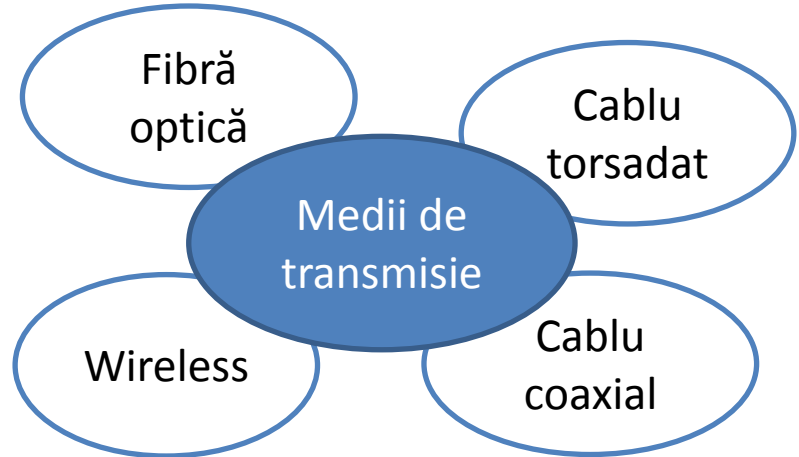 Fibră
optică
Cablu
torsadat
Medii de
transmisie
Wireless
Cablu
coaxial